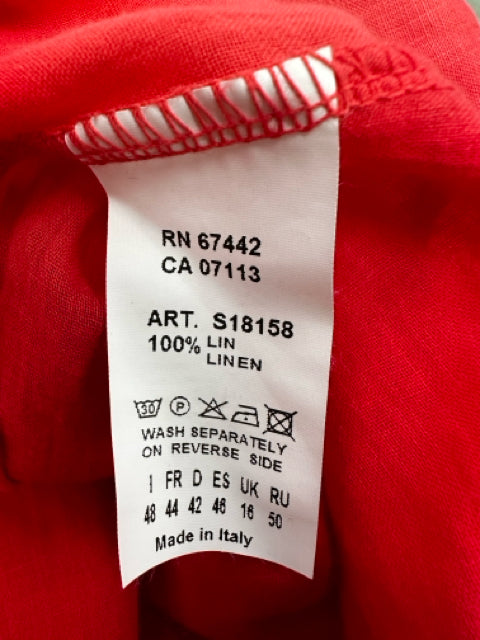 RN 67442
CA 07113
ART. S18158
100% LIN
LINEN
30 P
WASH SEPARATELY
ON REVERSE SIDE
I FR D ES UK RU
48 44 42 46 16 50
Made in Italy